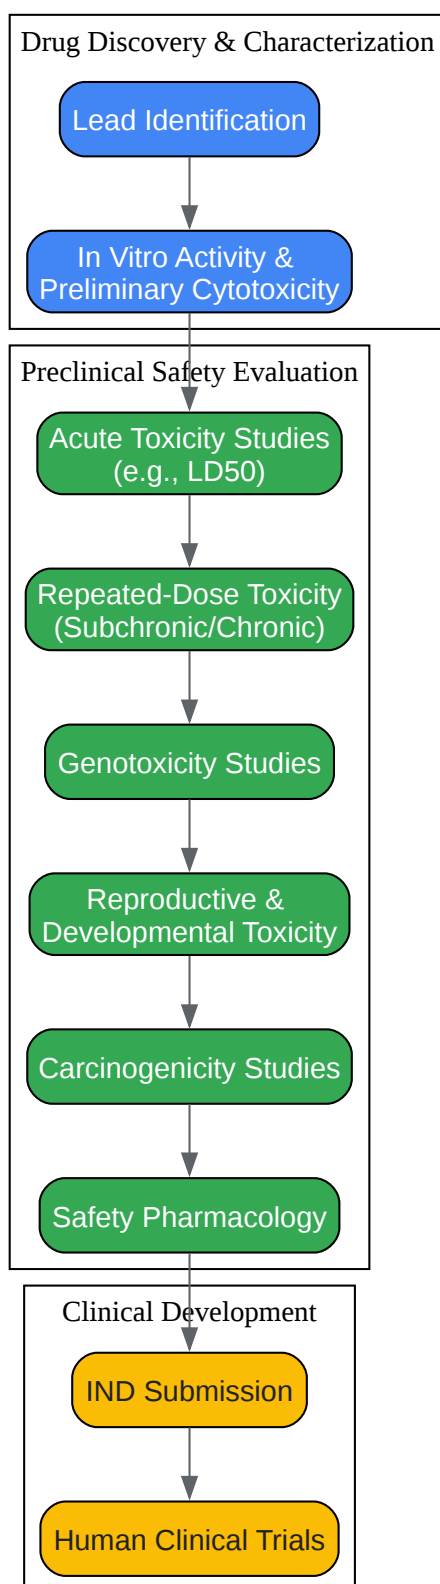 Drug Discovery & Characterization
Lead Identification
In Vitro Activity &
Preliminary Cytotoxicity
Preclinical Safety Evaluation
Acute Toxicity Studies
(e.g., LD50)
Repeated-Dose Toxicity
(Subchronic/Chronic)
Genotoxicity Studies
Reproductive &
Developmental Toxicity
Carcinogenicity Studies
Safety Pharmacology
Clinical Development
IND Submission
Human Clinical Trials